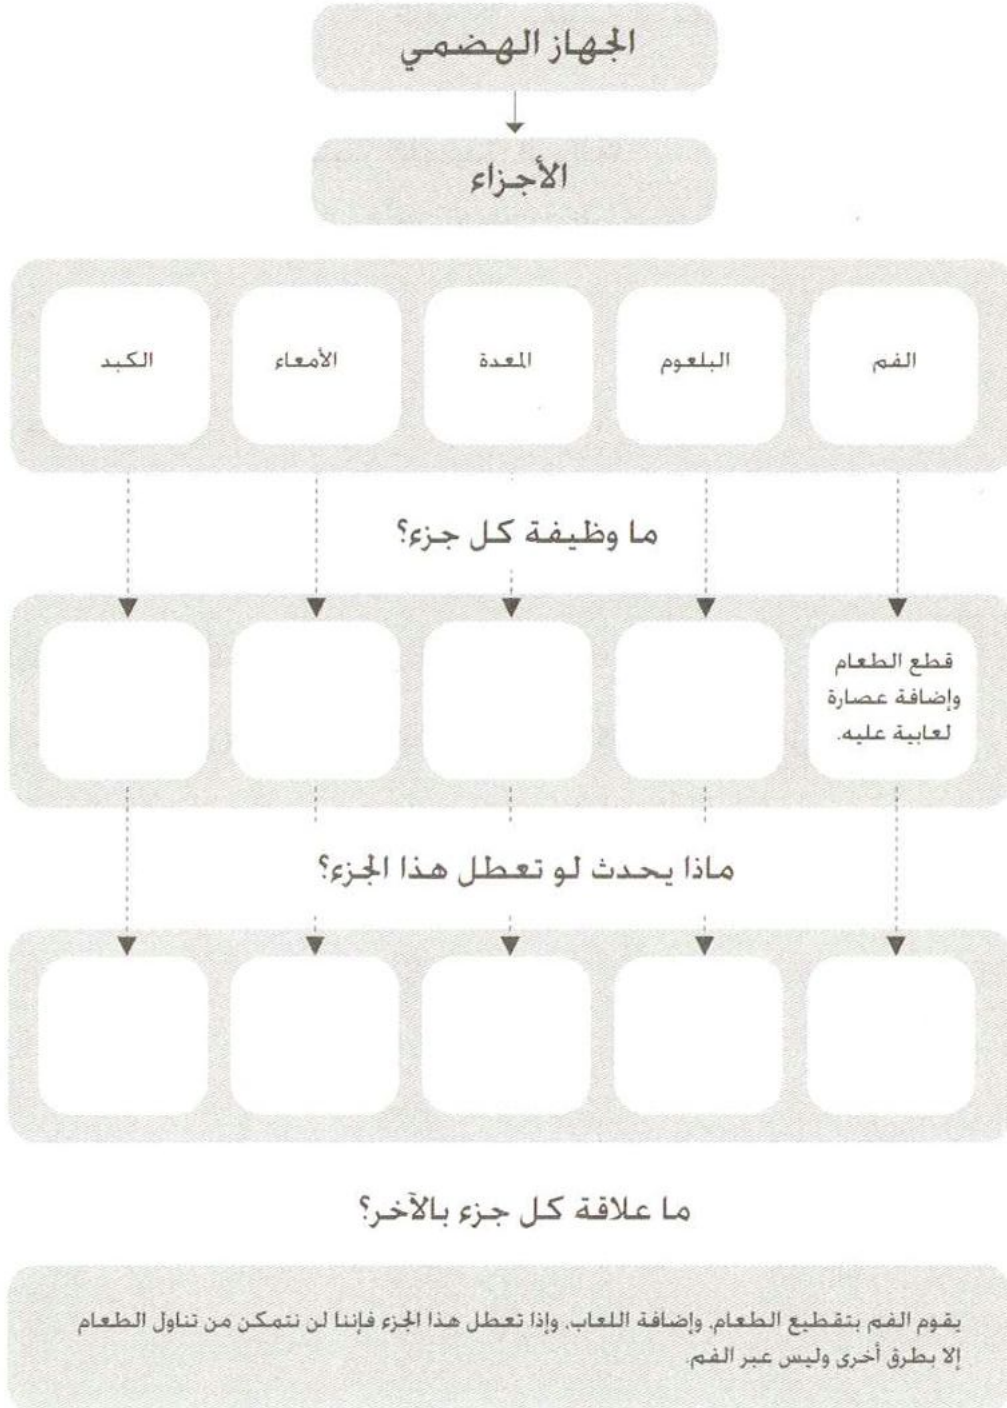 الجهاز الهضمي
الأجزاء
الفم
البلعوم
المعدة
الأمعاء
الكبد
ما وظيفة كل جزء؟
قطع الطعام
وإضافة عصارة
لعابية عليه.
ماذا يحدث لو تعطل هذا الجزء؟
ما علاقة كل جزء بالآخر؟
يقوم الفم بتقطيع الطعام، وإضافة اللعاب، وإذا تعطل هذا الجزء فإننا لن نتمكن من تناول الطعام
إلا بطرق أخرى وليس عبر الفم.